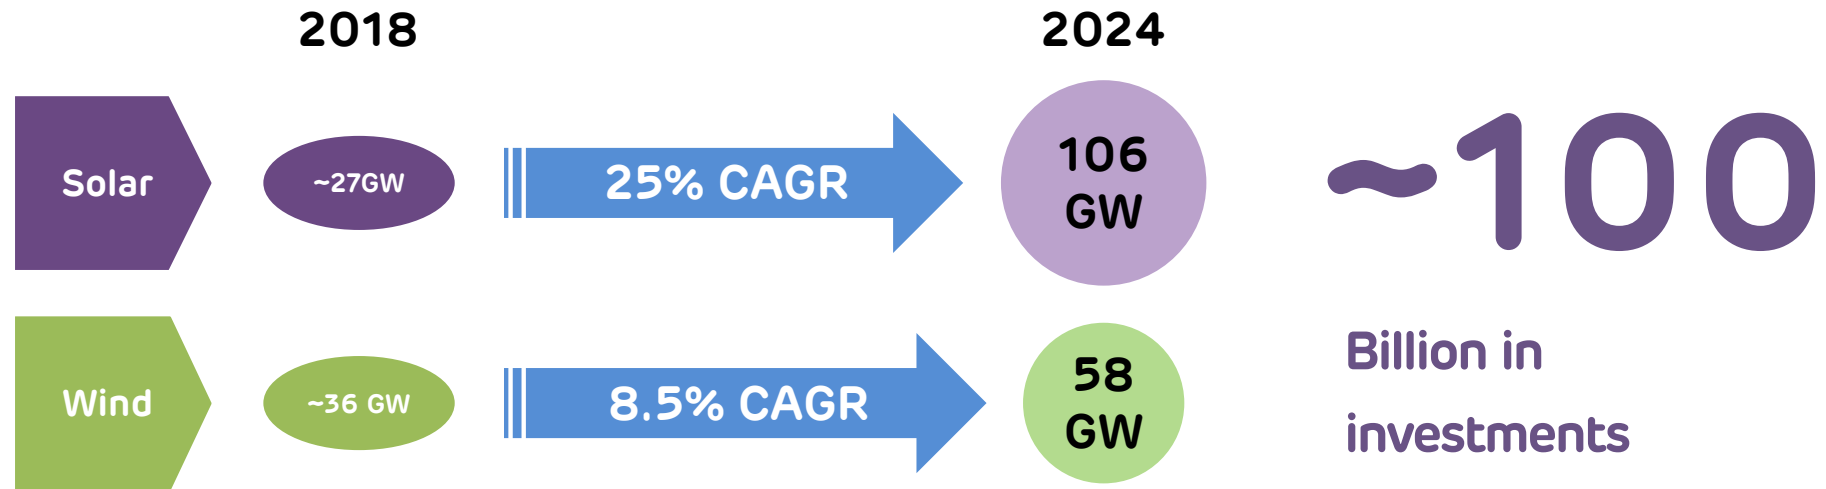 2018
2024
Solar
~27GW
25% CAGR
106
GW
~100
Billion in
investments
Wind
~36 GW
8.5% CAGR
58
GW